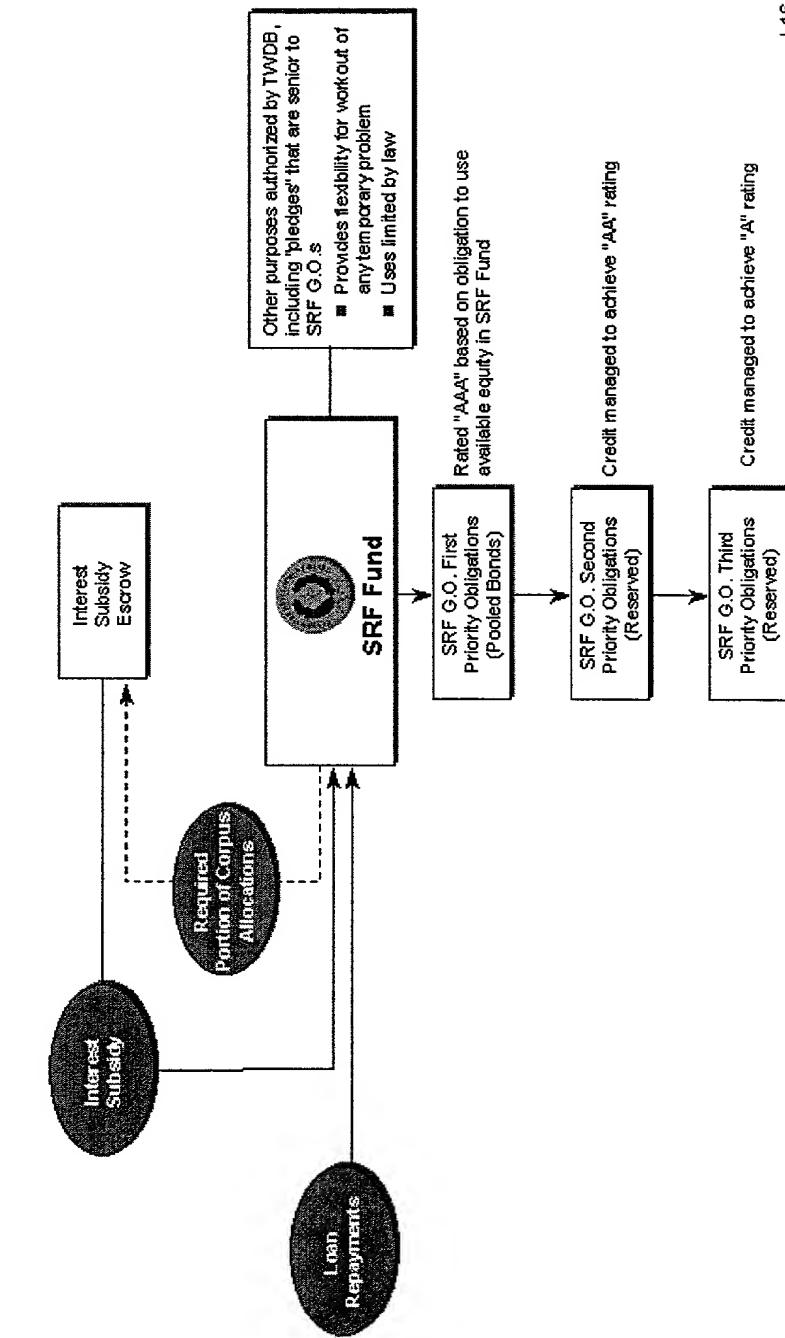 Interest
Subsidy
Interest
Subsidy
Escrow
Required
Portion of Corpus
Allocations
Loan
Repayments
SRF Fund
Other purposes authorized by TWDB,
including "pledges" that are senior to
SRF G.O.s
■ Provides flexibility for workout of
any temporary problem
■ Uses limited by law
SRF G.O. First
Priority Obligations
(Pooled Bonds)
Rated "AAA" based on obligation to use
available equity in SRF Fund
SRF G.O. Second
Priority Obligations
(Reserved)
Credit managed to achieve "AA" rating
SRF G.O. Third
Priority Obligations
(Reserved)
Credit managed to achieve "A" rating